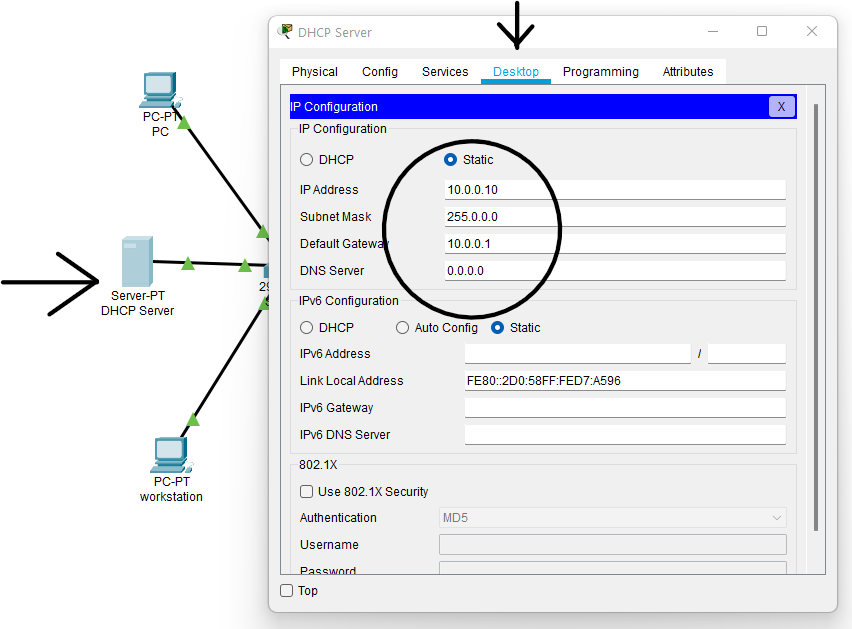 DHCP Server
Physical Config Services Desktop Programming Attributes
IP Configuration X
IP Configuration
DHCP Static
IP Address 10.0.0.10
Subnet Mask 255.0.0.0
Default Gateway 10.0.0.1
DNS Server 0.0.0.0
IPv6 Configuration
DHCP Auto Config Static
IPv6 Address /
Link Local Address FE80::2D0:58FF:FED7:A596
IPv6 Gateway
IPv6 DNS Server
802.1X
Use 802.1X Security
Authentication MD5
Username
Password
Top
PC-PT
PC
Server-PT
DHCP Server
29
PC-PT
workstation